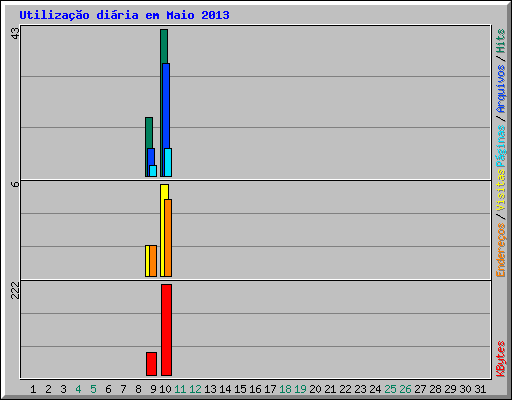 Utilização diária em Maio 2013
43
6
222
Hits / Arquivos / Páginas
Visitas / Endereços
KBytes
1 2 3 4 5 6 7 8 9 10 11 12 13 14 15 16 17 18 19 20 21 22 23 24 25 26 27 28 29 30 31